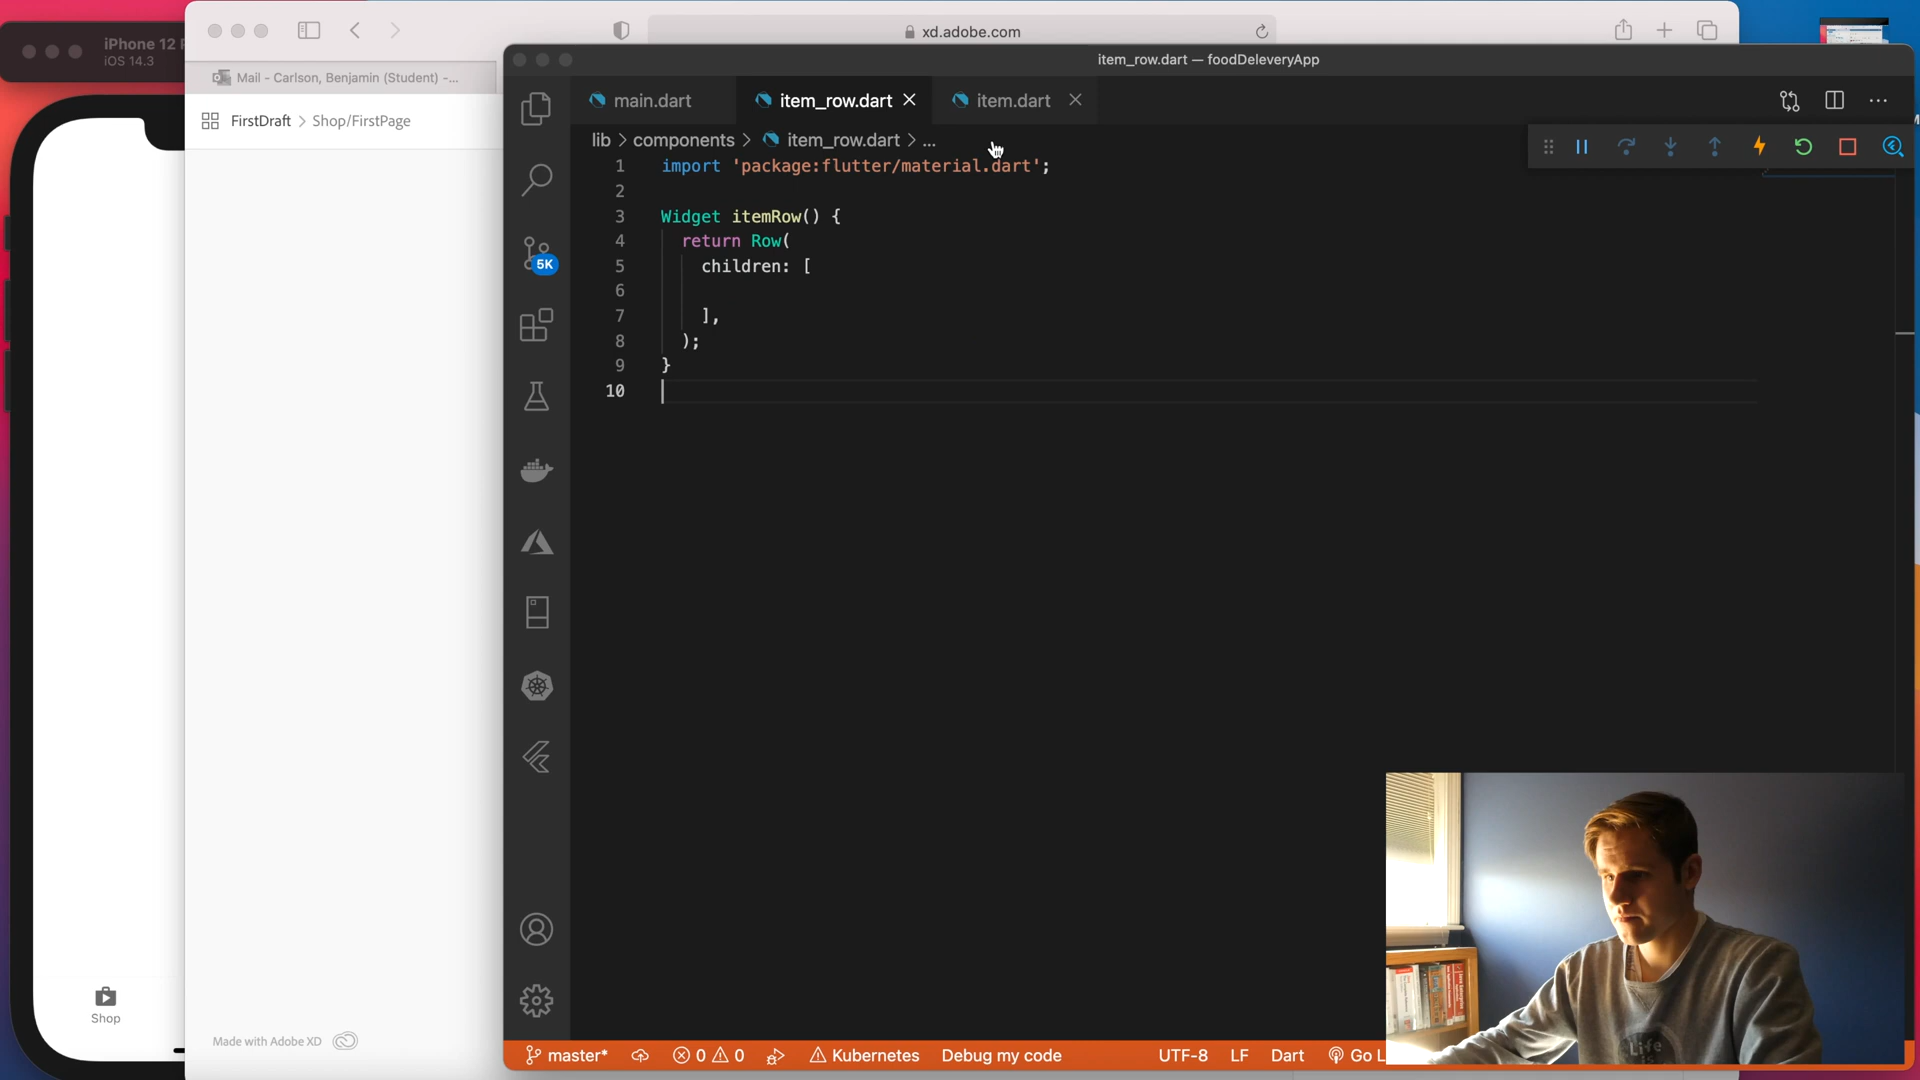 iPhone 12
iOS 14.3
xd.adobe.com
Mail - Carlson, Benjamin (Student) -...
FirstDraft > Shop/FirstPage
item_row.dart — foodDeleveryApp
main.dart
item_row.dart
item.dart
lib > components > item_row.dart > ...
1 import 'package:flutter/material.dart';
2
3 Widget itemRow() {
4 return Row(
5 children: [
6
7 ],
8 );
9 }
10
5K
Shop
Made with Adobe XD
master*
0
0
Kubernetes
Debug my code
UTF-8
LF
Dart
Go L
Life is